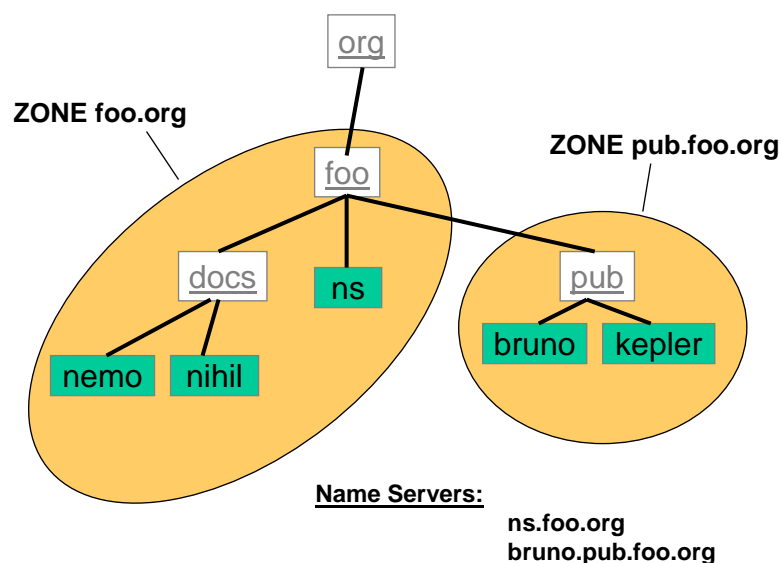 org
ZONE foo.org
ZONE pub.foo.org
foo
docs
ns
pub
bruno
kepler
nemo
nihil
Name Servers:
ns.foo.org
bruno.pub.foo.org